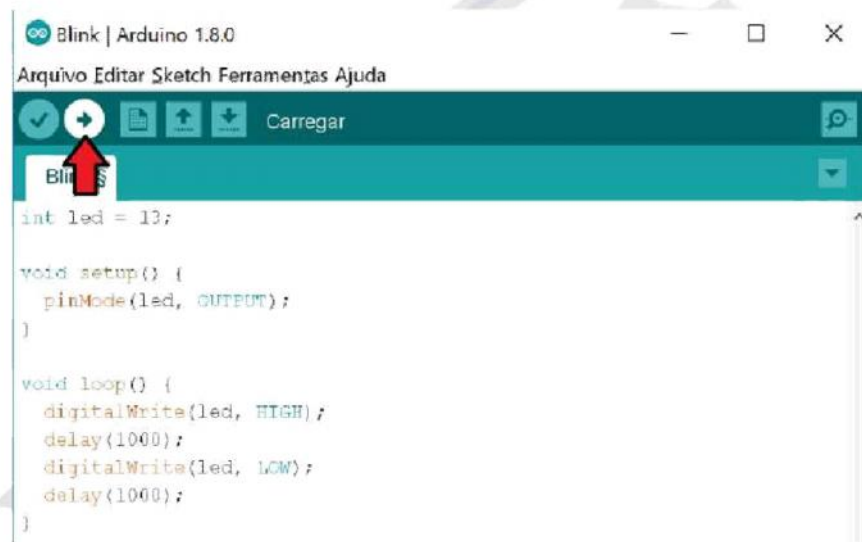 Blink | Arduino 1.8.0
Arquivo Editar Sketch Ferramentas Ajuda
Carregar
int led = 13;
void setup() {
pinMode(led, OUTPUT);
}
void loop() {
digitalWrite(led, HIGH);
delay(1000);
digitalWrite(led, LOW);
delay(1000);
}